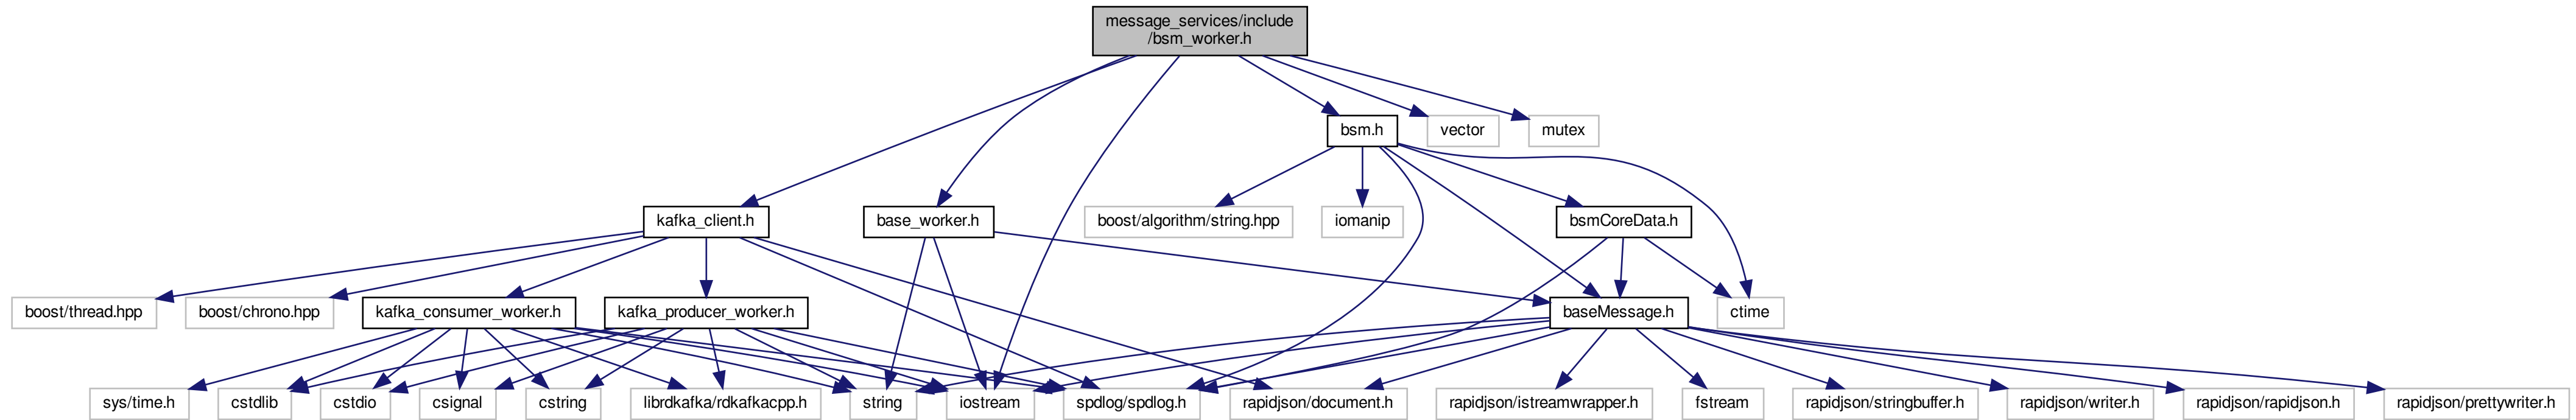 message_services/include
/bsm_worker.h
bsm.h
vector
mutex
kafka_client.h
base_worker.h
boost/algorithm/string.hpp
iomanip
bsmCoreData.h
boost/thread.hpp
boost/chrono.hpp
kafka_consumer_worker.h
kafka_producer_worker.h
baseMessage.h
ctime
sys/time.h
cstdlib
cstdio
csignal
cstring
librdkafka/rdkafkacpp.h
string
iostream
spdlog/spdlog.h
rapidjson/document.h
rapidjson/istreamwrapper.h
fstream
rapidjson/stringbuffer.h
rapidjson/writer.h
rapidjson/rapidjson.h
rapidjson/prettywriter.h